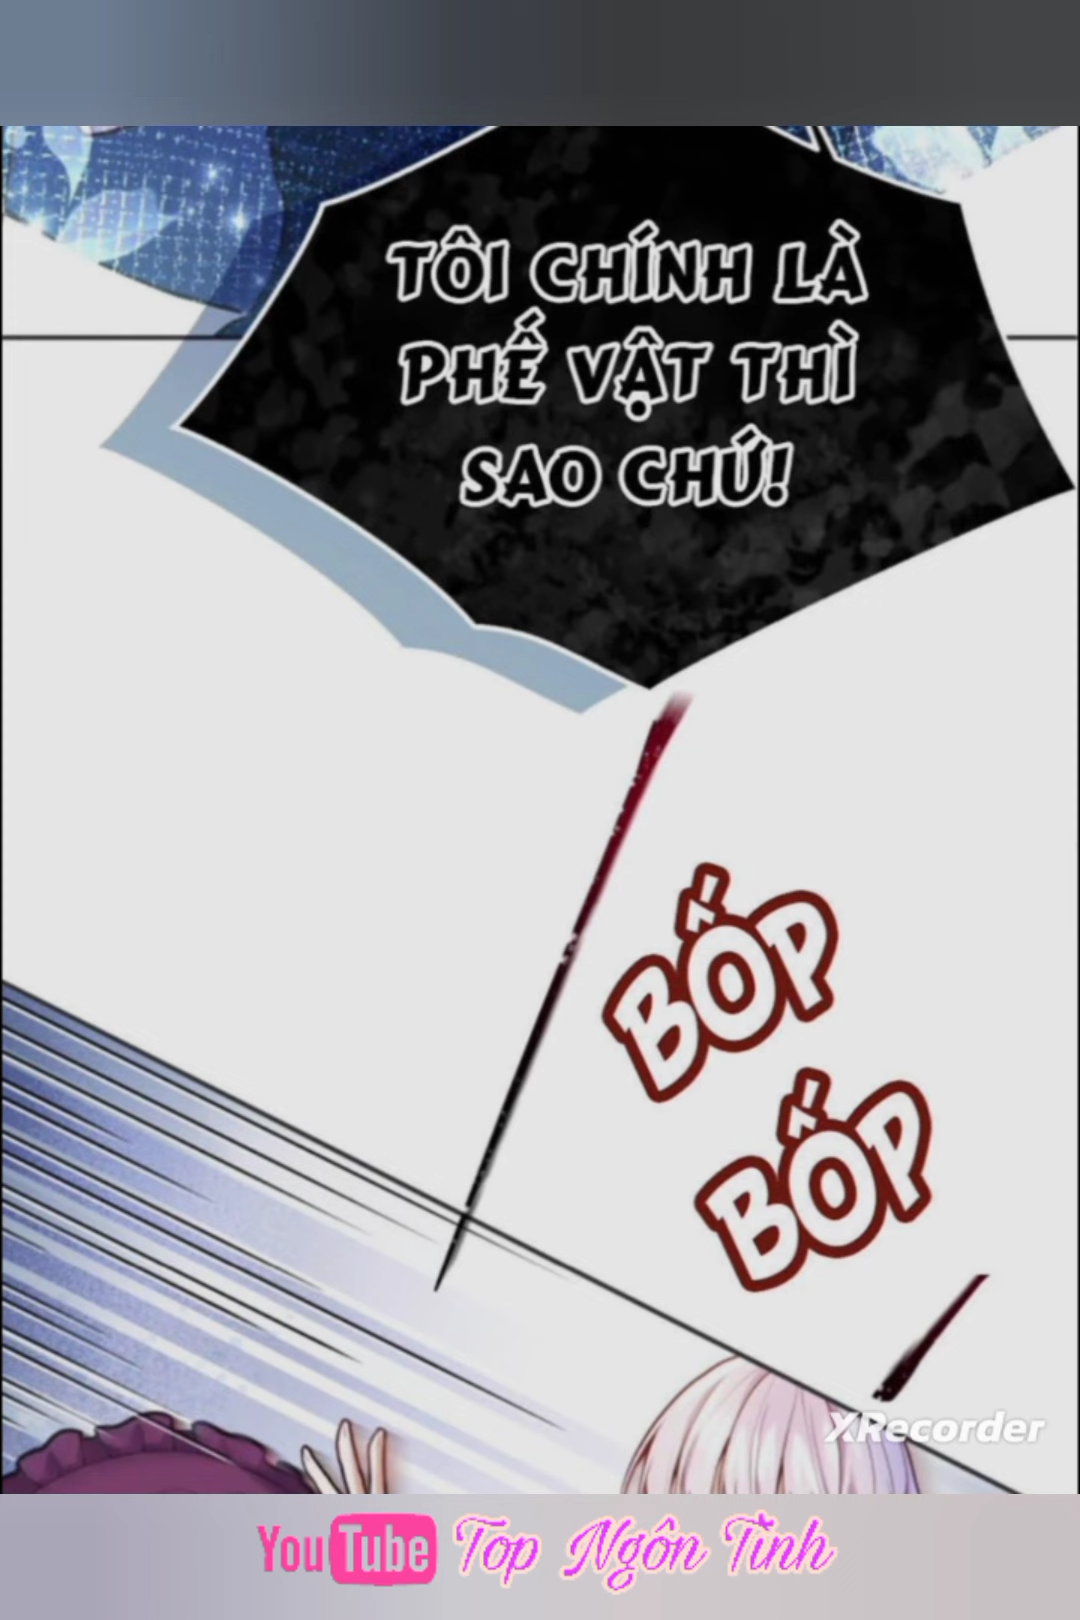 TÔI CHÍNH LÀ
PHẾ VẬT THÌ
SAO CHỨ!
BỐP
BỐP
XRecorder
YouTube Top Ngôn Tình